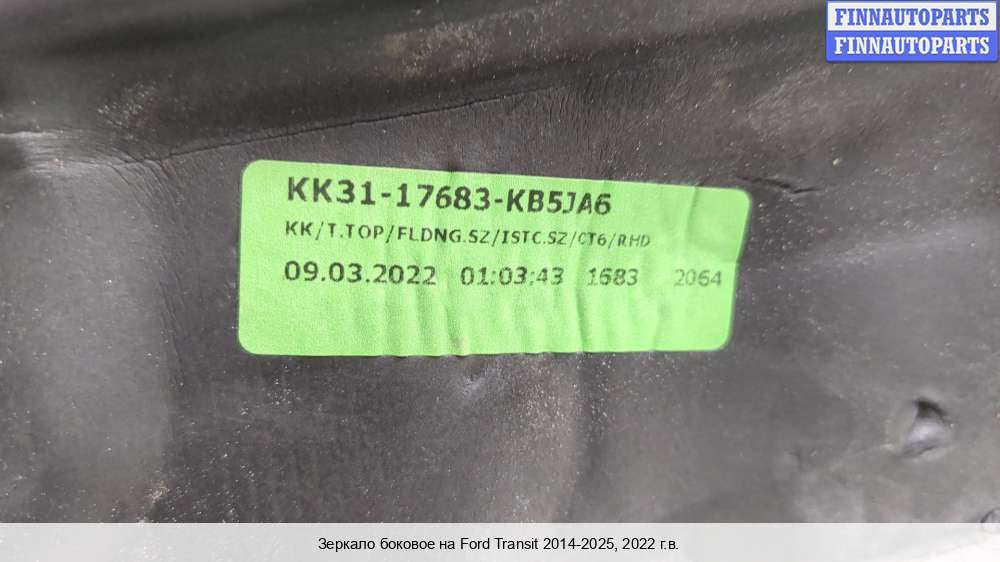 FINNAUTOPARTS
FINNAUTOPARTS
KK31-17683-KB5JA6
KK/T.TOP/FLDNG.SZ/ISTC.SZ/CT6/RHD
09.03.2022 01:03:43 1683 2064
Зеркало боковое на Ford Transit 2014-2025, 2022 г.в.